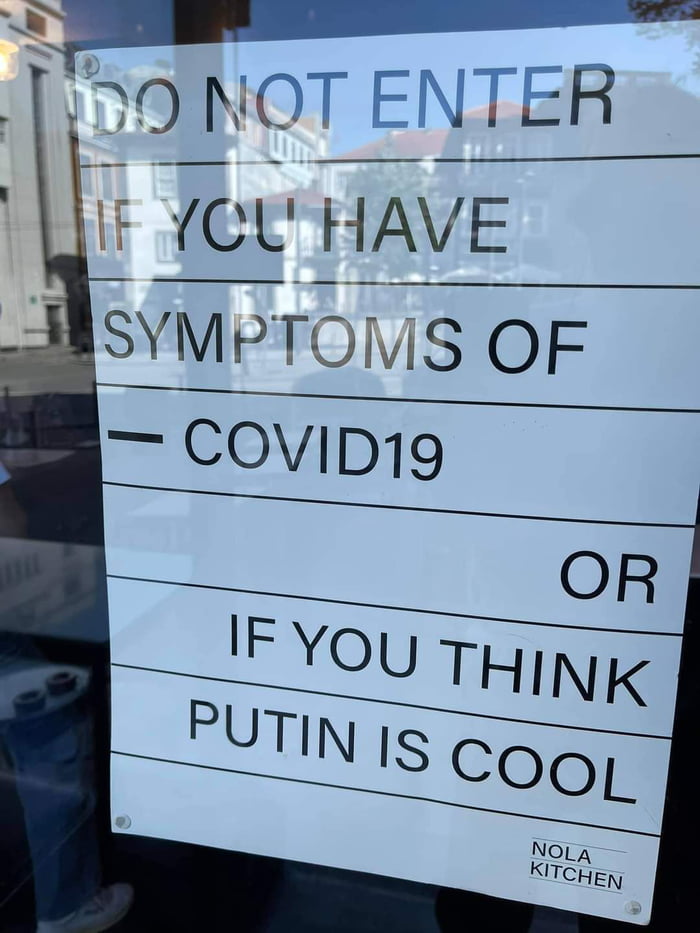 DO NOT ENTER
IF YOU HAVE
SYMPTOMS OF
— COVID19
OR
IF YOU THINK
PUTIN IS COOL
NOLA
KITCHEN